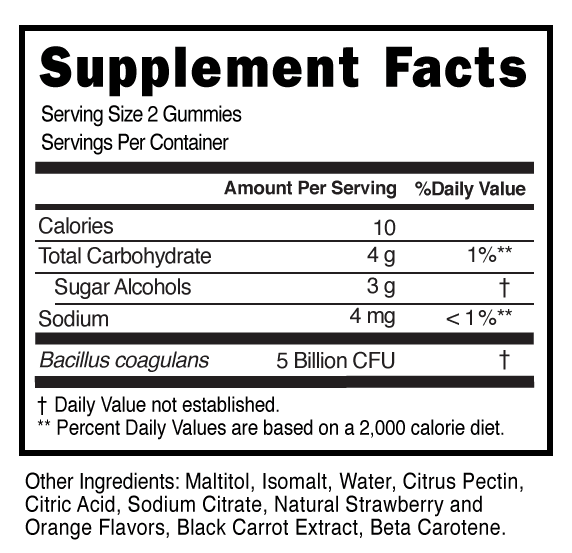 Supplement Facts
Serving Size 2 Gummies
Servings Per Container
Amount Per Serving %Daily Value
Calories 10
Total Carbohydrate 4 g 1%**
Sugar Alcohols 3 g †
Sodium 4 mg < 1%**
Bacillus coagulans 5 Billion CFU †
† Daily Value not established.
** Percent Daily Values are based on a 2,000 calorie diet.
Other Ingredients: Maltitol, Isomalt, Water, Citrus Pectin,
Citric Acid, Sodium Citrate, Natural Strawberry and
Orange Flavors, Black Carrot Extract, Beta Carotene.